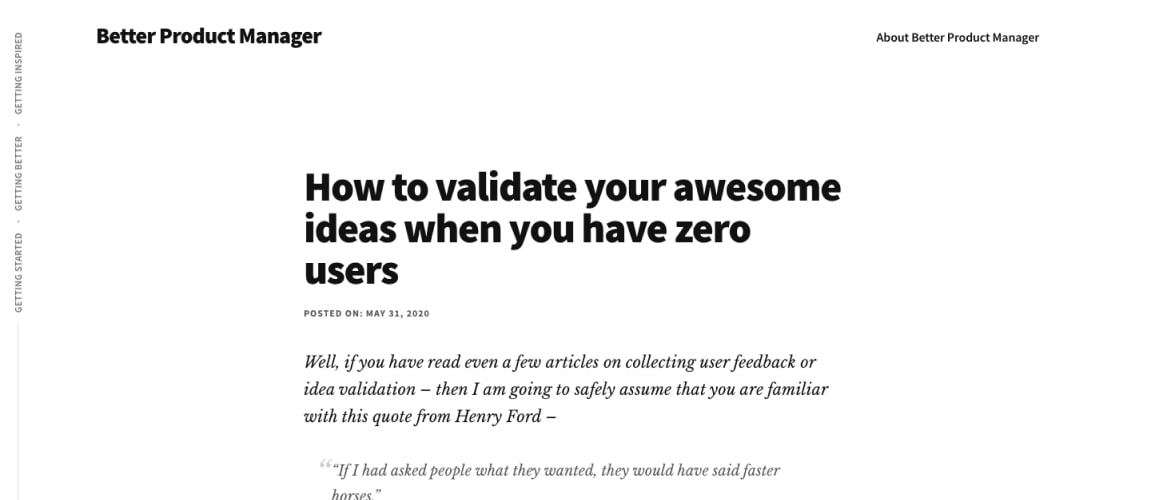 Better Product Manager
About Better Product Manager
GETTING STARTED · GETTING BETTER · GETTING INSPIRED
How to validate your awesome
ideas when you have zero
users
POSTED ON: MAY 31, 2020
Well, if you have read even a few articles on collecting user feedback or
idea validation – then I am going to safely assume that you are familiar
with this quote from Henry Ford –
“
“If I had asked people what they wanted, they would have said faster
horses.”